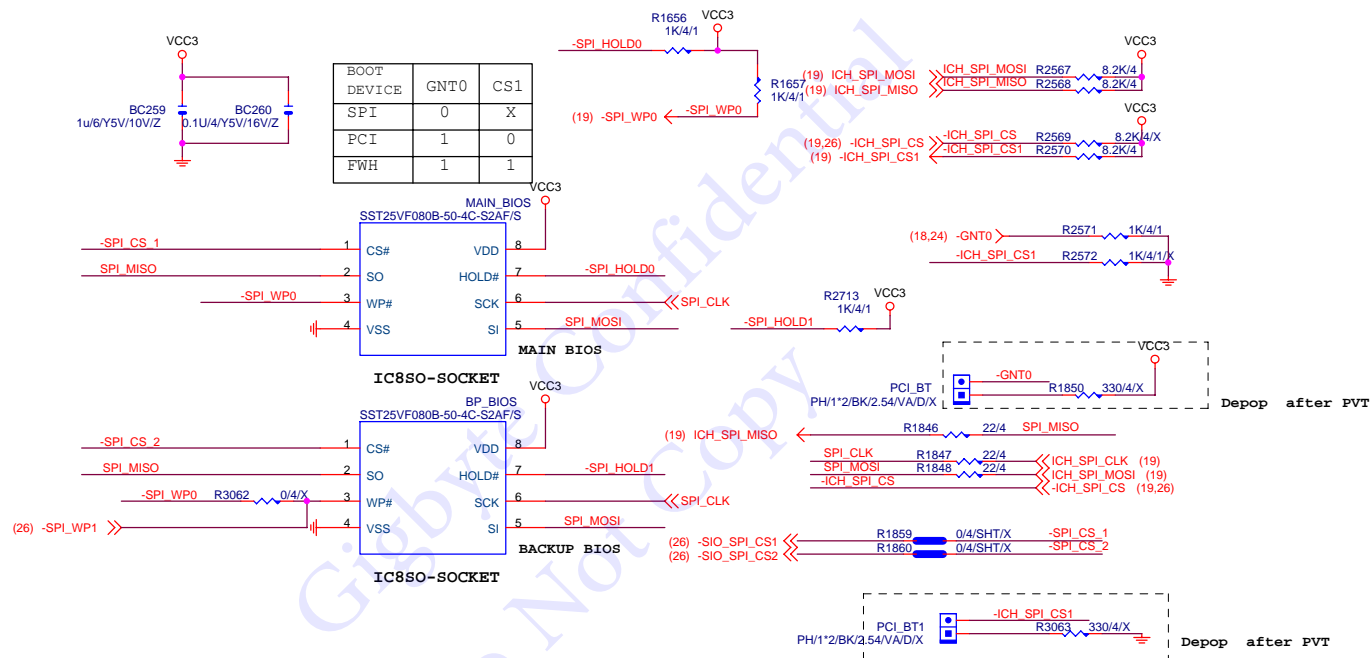 VCC3
BC259
1u/6/Y5V/10V/Z
BC260
0.1U/4/Y5V/16V/Z
BOOT DEVICE GNT0 CS1
SPI 0 X
PCI 1 0
FWH 1 1
R1656
1K/4/1
VCC3
-SPI_HOLD0
R1657
1K/4/1
(19) -SPI_WP0
-SPI_WP0
VCC3
(19) ICH_SPI_MOSI
ICH_SPI_MOSI
R2567
8.2K/4
(19) ICH_SPI_MISO
ICH_SPI_MISO
R2568
8.2K/4
VCC3
(19,26) -ICH_SPI_CS
-ICH_SPI_CS
R2569
8.2K/4/X
(19) -ICH_SPI_CS1
-ICH_SPI_CS1
R2570
8.2K/4
VCC3
MAIN_BIOS
SST25VF080B-50-4C-S2AF/S
-SPI_CS_1
1 CS# VDD 8
SPI_MISO
2 SO HOLD# 7
-SPI_HOLD0
-SPI_WP0
3 WP# SCK 6
SPI_CLK
4 VSS SI 5
SPI_MOSI
MAIN BIOS
IC8SO-SOCKET
(18,24) -GNT0
R2571
1K/4/1
-ICH_SPI_CS1
R2572
1K/4/1/X
R2713
1K/4/1
VCC3
-SPI_HOLD1
VCC3
-GNT0
PCI_BT
PH/1*2/BK/2.54/VA/D/X
R1850
330/4/X
Depop after PVT
VCC3
BP_BIOS
SST25VF080B-50-4C-S2AF/S
-SPI_CS_2
1 CS# VDD 8
SPI_MISO
2 SO HOLD# 7
-SPI_HOLD1
-SPI_WP0
R3062
0/4/X
3 WP# SCK 6
SPI_CLK
(26) -SPI_WP1
4 VSS SI 5
SPI_MOSI
BACKUP BIOS
IC8SO-SOCKET
(19) ICH_SPI_MISO
R1846
22/4
SPI_MISO
SPI_CLK
R1847
22/4
ICH_SPI_CLK (19)
SPI_MOSI
R1848
22/4
ICH_SPI_MOSI (19)
-ICH_SPI_CS
-ICH_SPI_CS (19,26)
(26) -SIO_SPI_CS1
R1859
0/4/SHT/X
-SPI_CS_1
(26) -SIO_SPI_CS2
R1860
0/4/SHT/X
-SPI_CS_2
-ICH_SPI_CS1
PCI_BT1
PH/1*2/BK/2.54/VA/D/X
R3063
330/4/X
Depop after PVT
Gigbyte Confidential
Not Copy